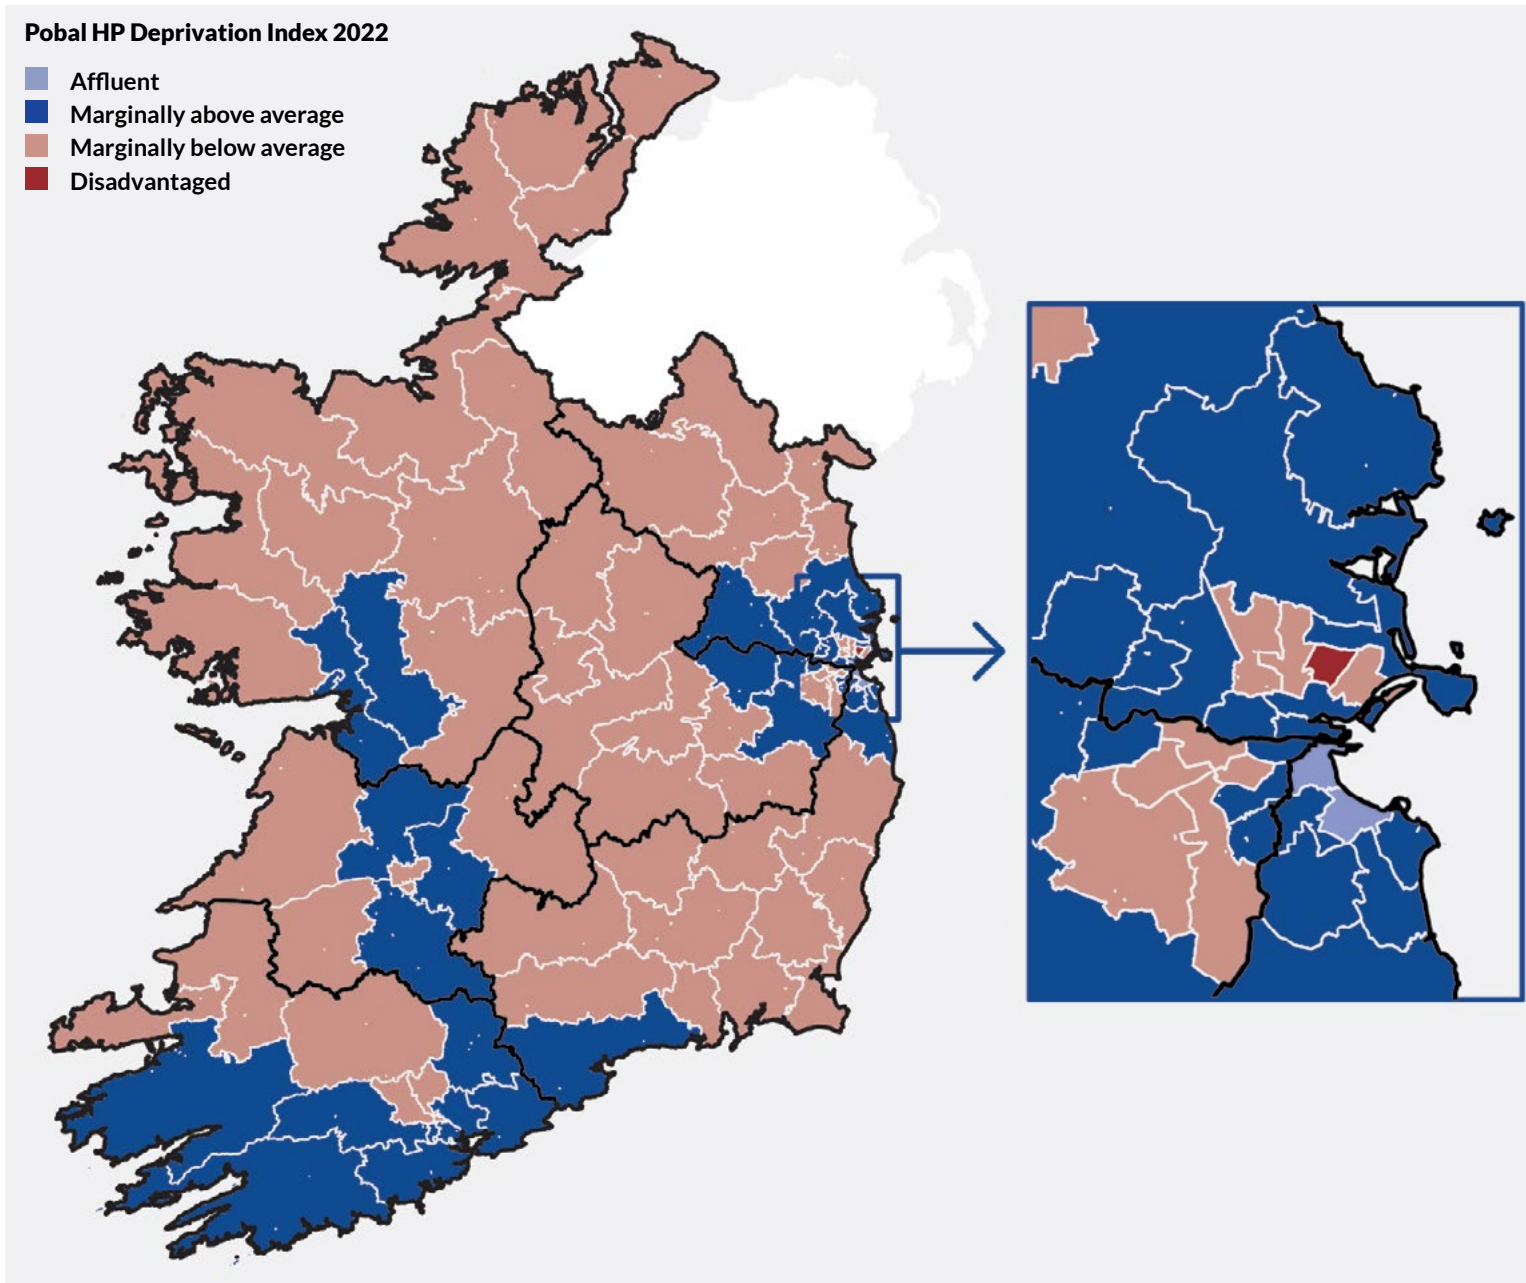 Pobal HP Deprivation Index 2022
Affluent
Marginally above average
Marginally below average
Disadvantaged